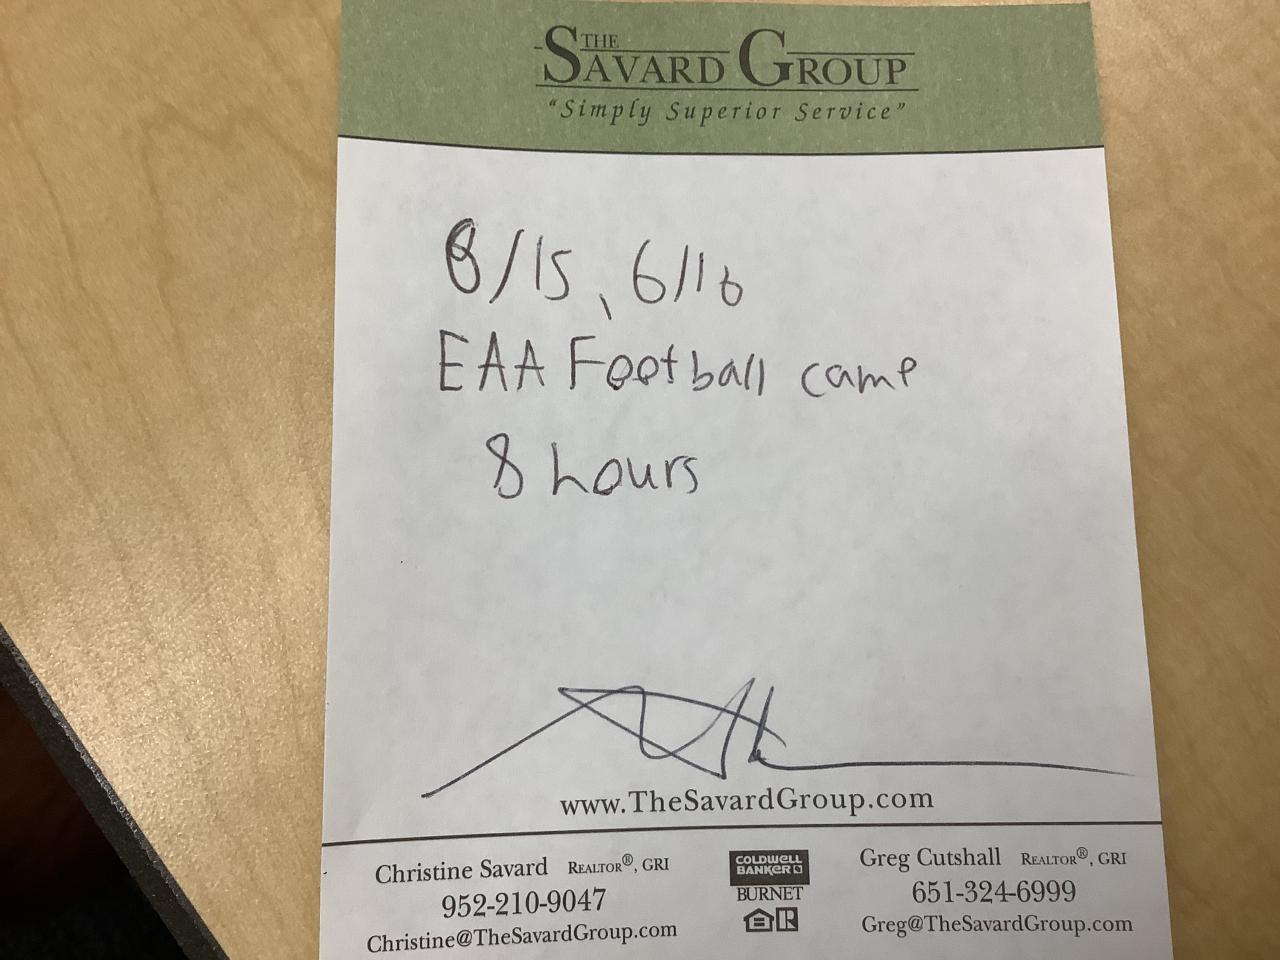 THE
SAVARD GROUP
"Simply Superior Service"
8/15, 6/16
EAA Football camp
8 hours
www.TheSavardGroup.com
Christine Savard REALTOR®, GRI
952-210-9047
Christine@TheSavardGroup.com
COLDWELL
BANKER
BURNET
Greg Cutshall REALTOR®, GRI
651-324-6999
Greg@TheSavardGroup.com